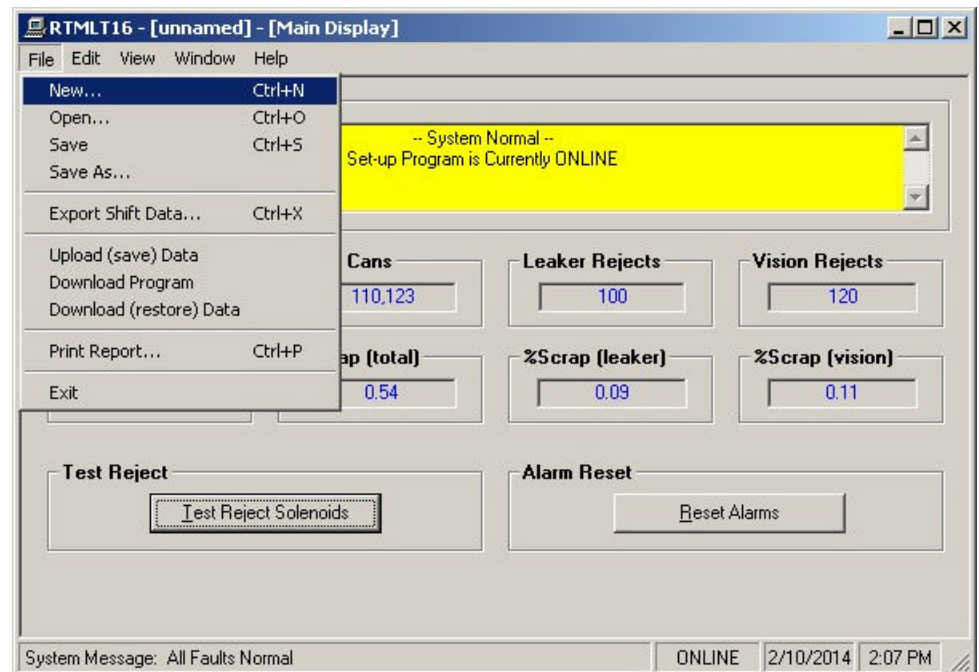 RTMLT16 - [unnamed] - [Main Display]
File Edit View Window Help
New... Ctrl+N
Open... Ctrl+O
Save Ctrl+S
Save As...
Export Shift Data... Ctrl+X
Upload (save) Data
Download Program
Download (restore) Data
Print Report... Ctrl+P
Exit
-- System Normal --
Set-up Program is Currently ONLINE
Cans Leaker Rejects Vision Rejects
110,123 100 120
ap (total) %Scrap (leaker) %Scrap (vision)
0.54 0.09 0.11
Test Reject Alarm Reset
Test Reject Solenoids Reset Alarms
System Message: All Faults Normal ONLINE 2/10/2014 2:07 PM